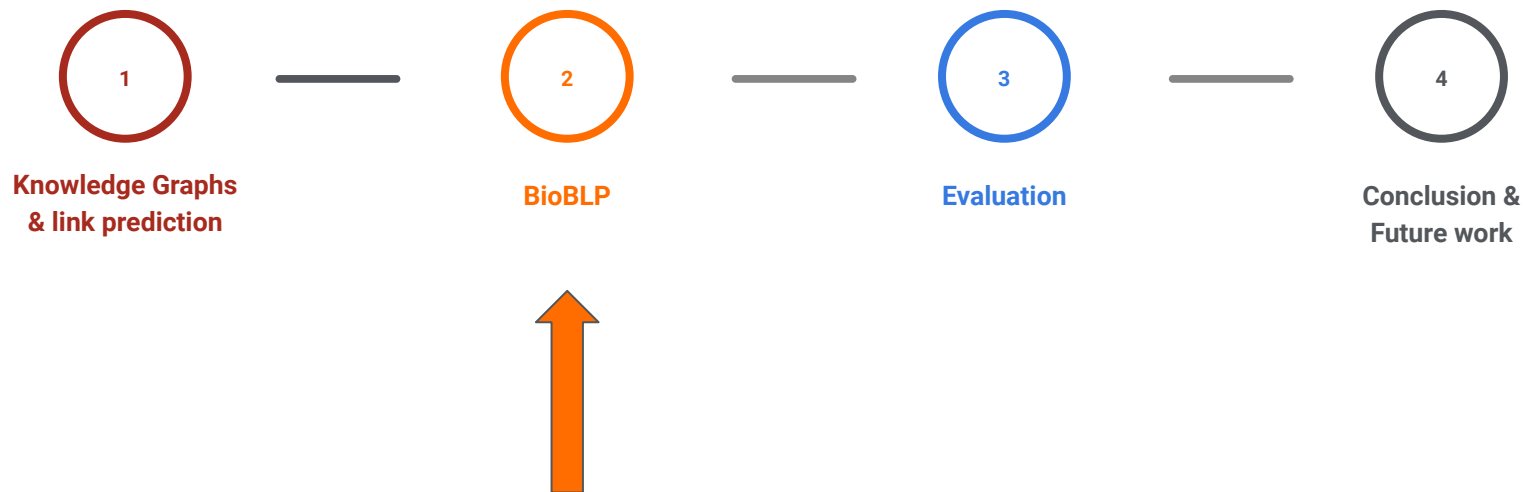 1
2
3
4
Knowledge Graphs
& link prediction
BioBLP
Evaluation
Conclusion &
Future work